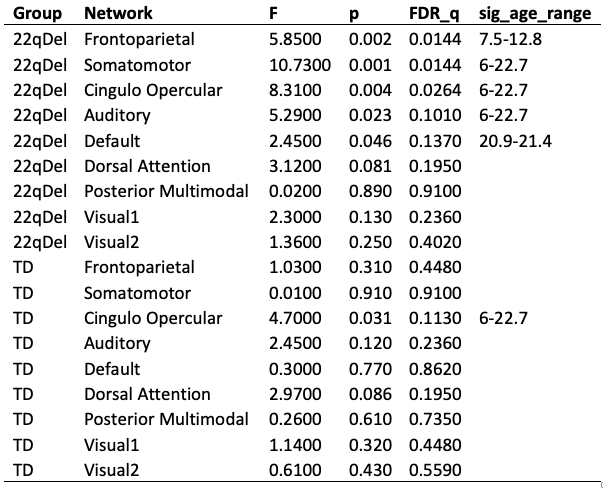 Group Network F p FDR_q sig_age_range
22qDel Frontoparietal 5.8500 0.002 0.0144 7.5-12.8
22qDel Somatomotor 10.7300 0.001 0.0144 6-22.7
22qDel Cingulo Opercular 8.3100 0.004 0.0264 6-22.7
22qDel Auditory 5.2900 0.023 0.1010 6-22.7
22qDel Default 2.4500 0.046 0.1370 20.9-21.4
22qDel Dorsal Attention 3.1200 0.081 0.1950
22qDel Posterior Multimodal 0.0200 0.890 0.9100
22qDel Visual1 2.3000 0.130 0.2360
22qDel Visual2 1.3600 0.250 0.4020
TD Frontoparietal 1.0300 0.310 0.4480
TD Somatomotor 0.0100 0.910 0.9100
TD Cingulo Opercular 4.7000 0.031 0.1130 6-22.7
TD Auditory 2.4500 0.120 0.2360
TD Default 0.3000 0.770 0.8620
TD Dorsal Attention 2.9700 0.086 0.1950
TD Posterior Multimodal 0.2600 0.610 0.7350
TD Visual1 1.1400 0.320 0.4480
TD Visual2 0.6100 0.430 0.5590